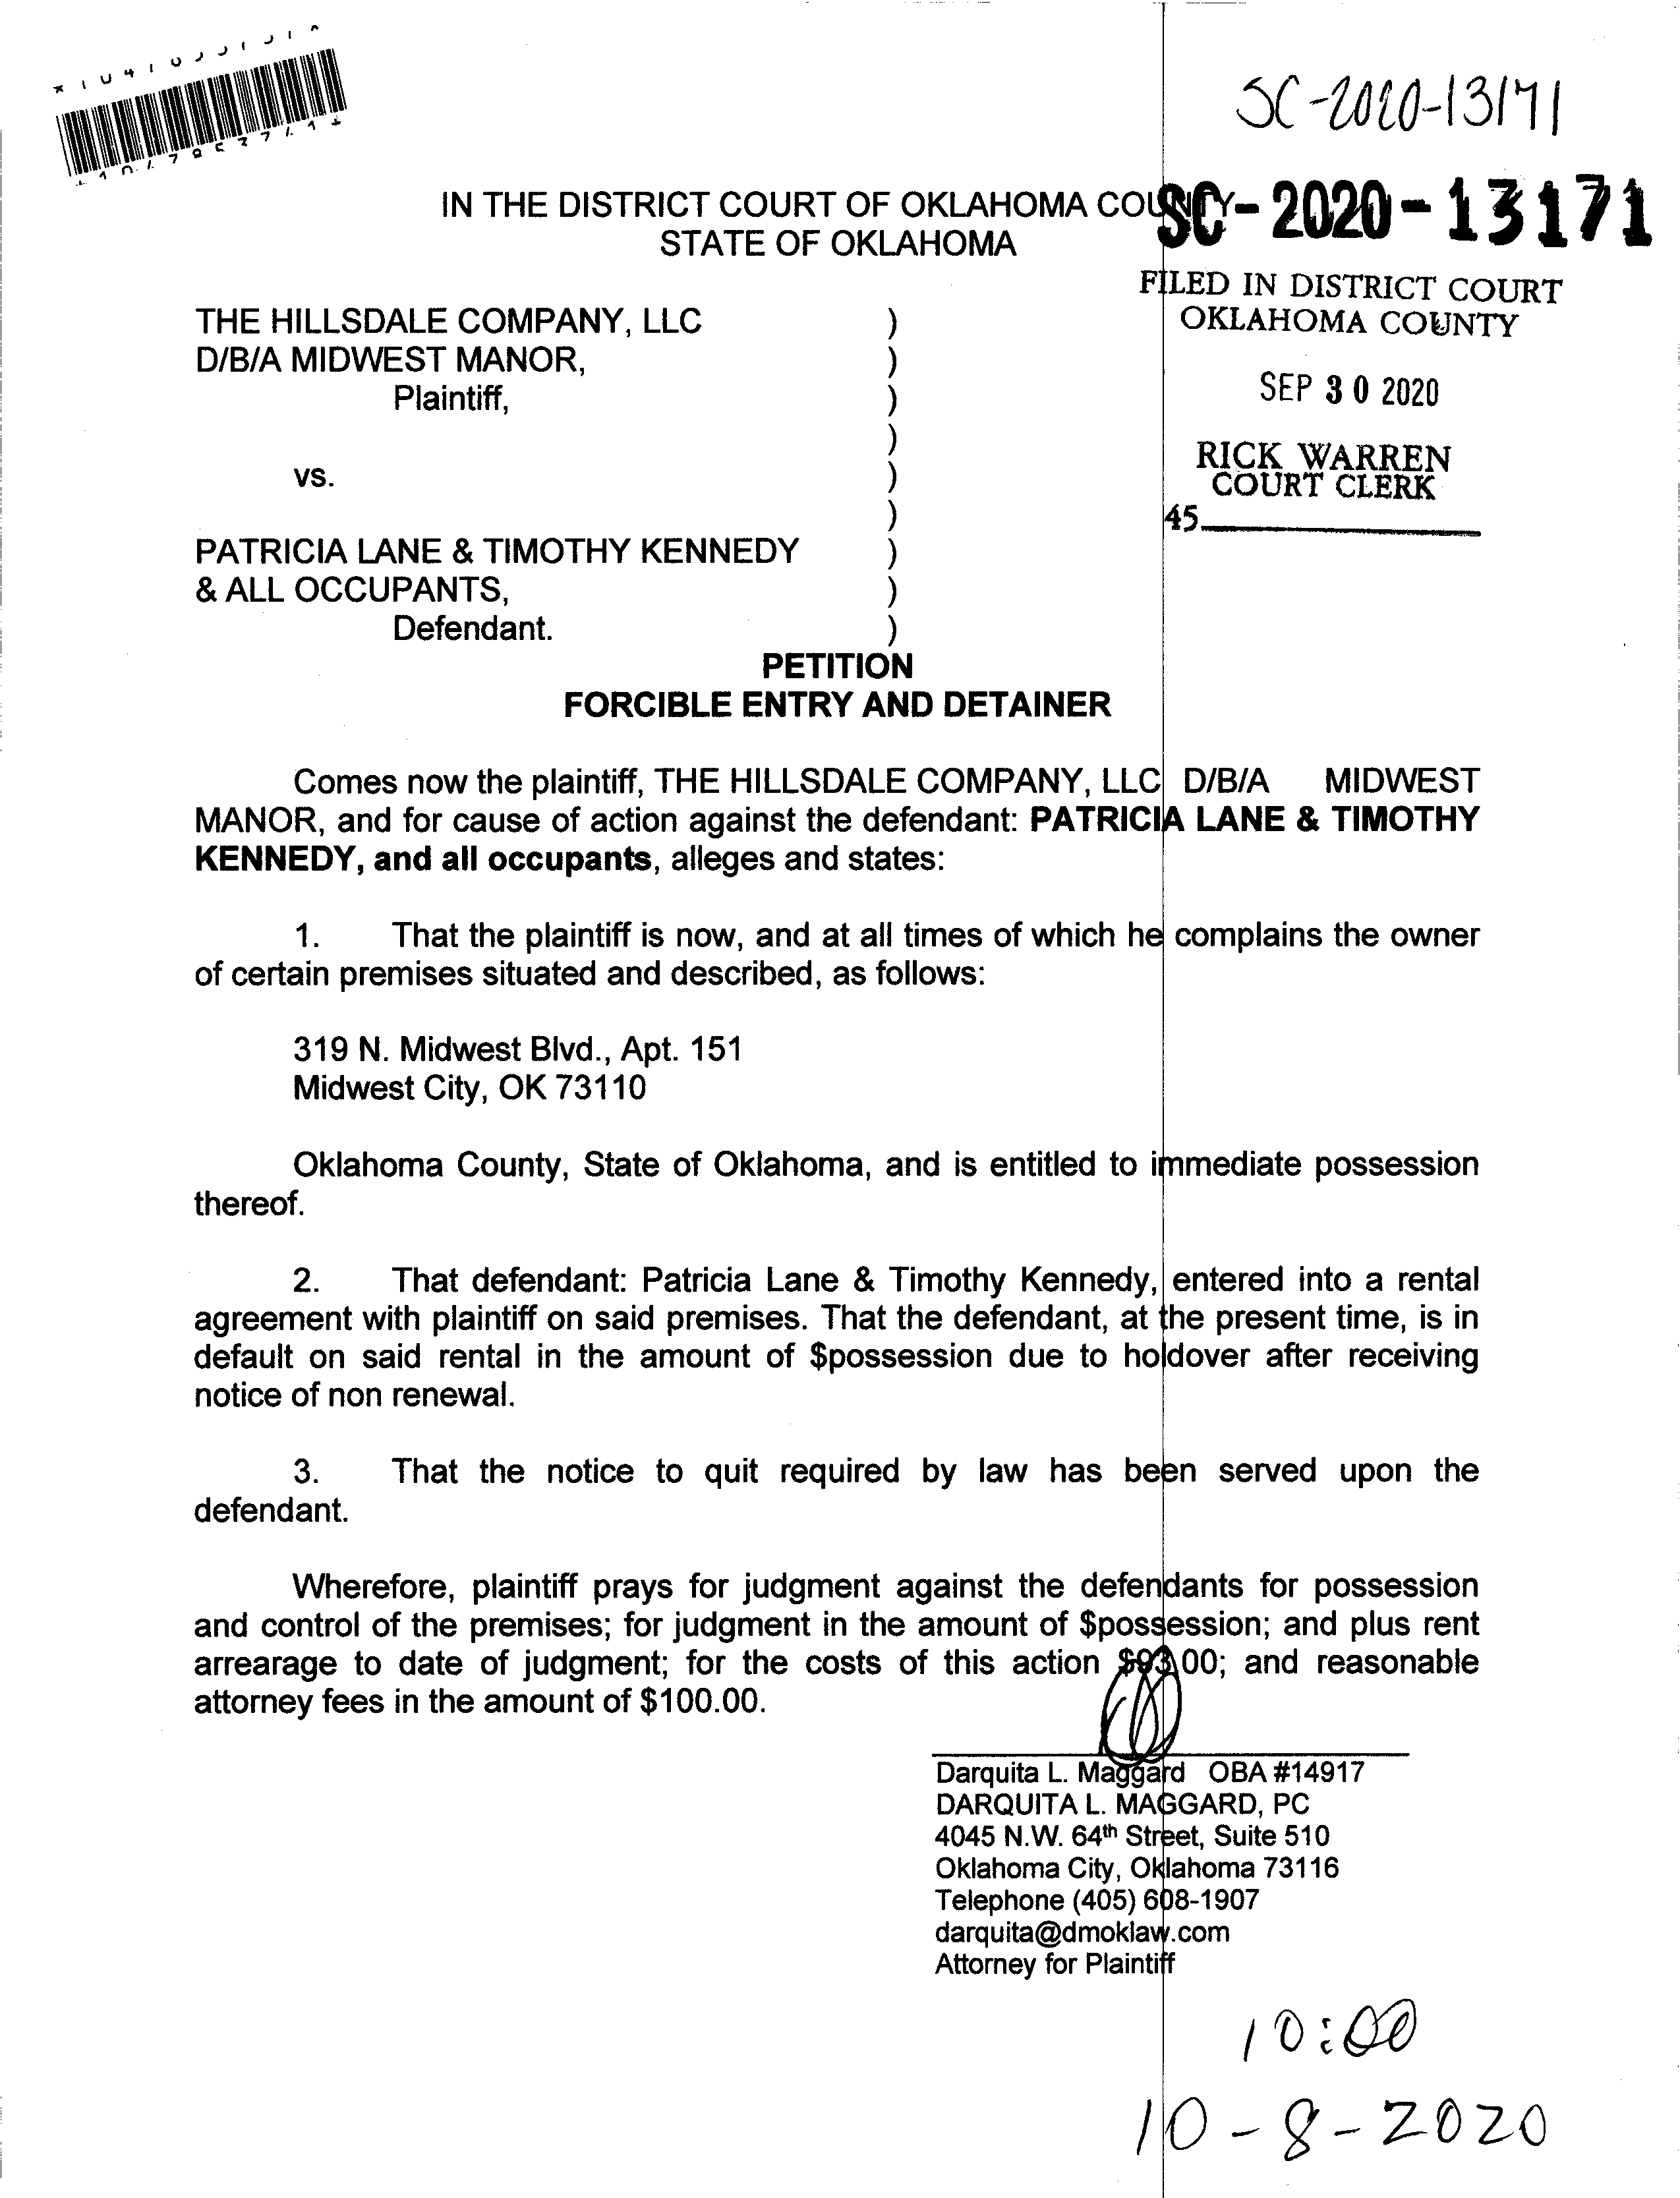 SC-2020-13171
IN THE DISTRICT COURT OF OKLAHOMA COUNTY
SC-2020-13171
STATE OF OKLAHOMA
FILED IN DISTRICT COURT
OKLAHOMA COUNTY
SEP 30 2020
RICK WARREN
COURT CLERK
45
THE HILLSDALE COMPANY, LLC )
D/B/A MIDWEST MANOR, )
Plaintiff, )
)
vs. )
)
PATRICIA LANE & TIMOTHY KENNEDY )
& ALL OCCUPANTS, )
Defendant. )
PETITION
FORCIBLE ENTRY AND DETAINER
Comes now the plaintiff, THE HILLSDALE COMPANY, LLC D/B/A MIDWEST
MANOR, and for cause of action against the defendant: PATRICIA LANE & TIMOTHY
KENNEDY, and all occupants, alleges and states:
1. That the plaintiff is now, and at all times of which he complains the owner
of certain premises situated and described, as follows:
319 N. Midwest Blvd., Apt. 151
Midwest City, OK 73110
Oklahoma County, State of Oklahoma, and is entitled to immediate possession
thereof.
2. That defendant: Patricia Lane & Timothy Kennedy, entered into a rental
agreement with plaintiff on said premises. That the defendant, at the present time, is in
default on said rental in the amount of $possession due to holdover after receiving
notice of non renewal.
3. That the notice to quit required by law has been served upon the
defendant.
Wherefore, plaintiff prays for judgment against the defendants for possession
and control of the premises; for judgment in the amount of $possession; and plus rent
arrearage to date of judgment; for the costs of this action $93.00; and reasonable
attorney fees in the amount of $100.00.
Darquita L. Maggard OBA #14917
DARQUITA L. MAGGARD, PC
4045 N.W. 64th Street, Suite 510
Oklahoma City, Oklahoma 73116
Telephone (405) 608-1907
darquita@dmoklaw.com
Attorney for Plaintiff
10:00
10-8-2020